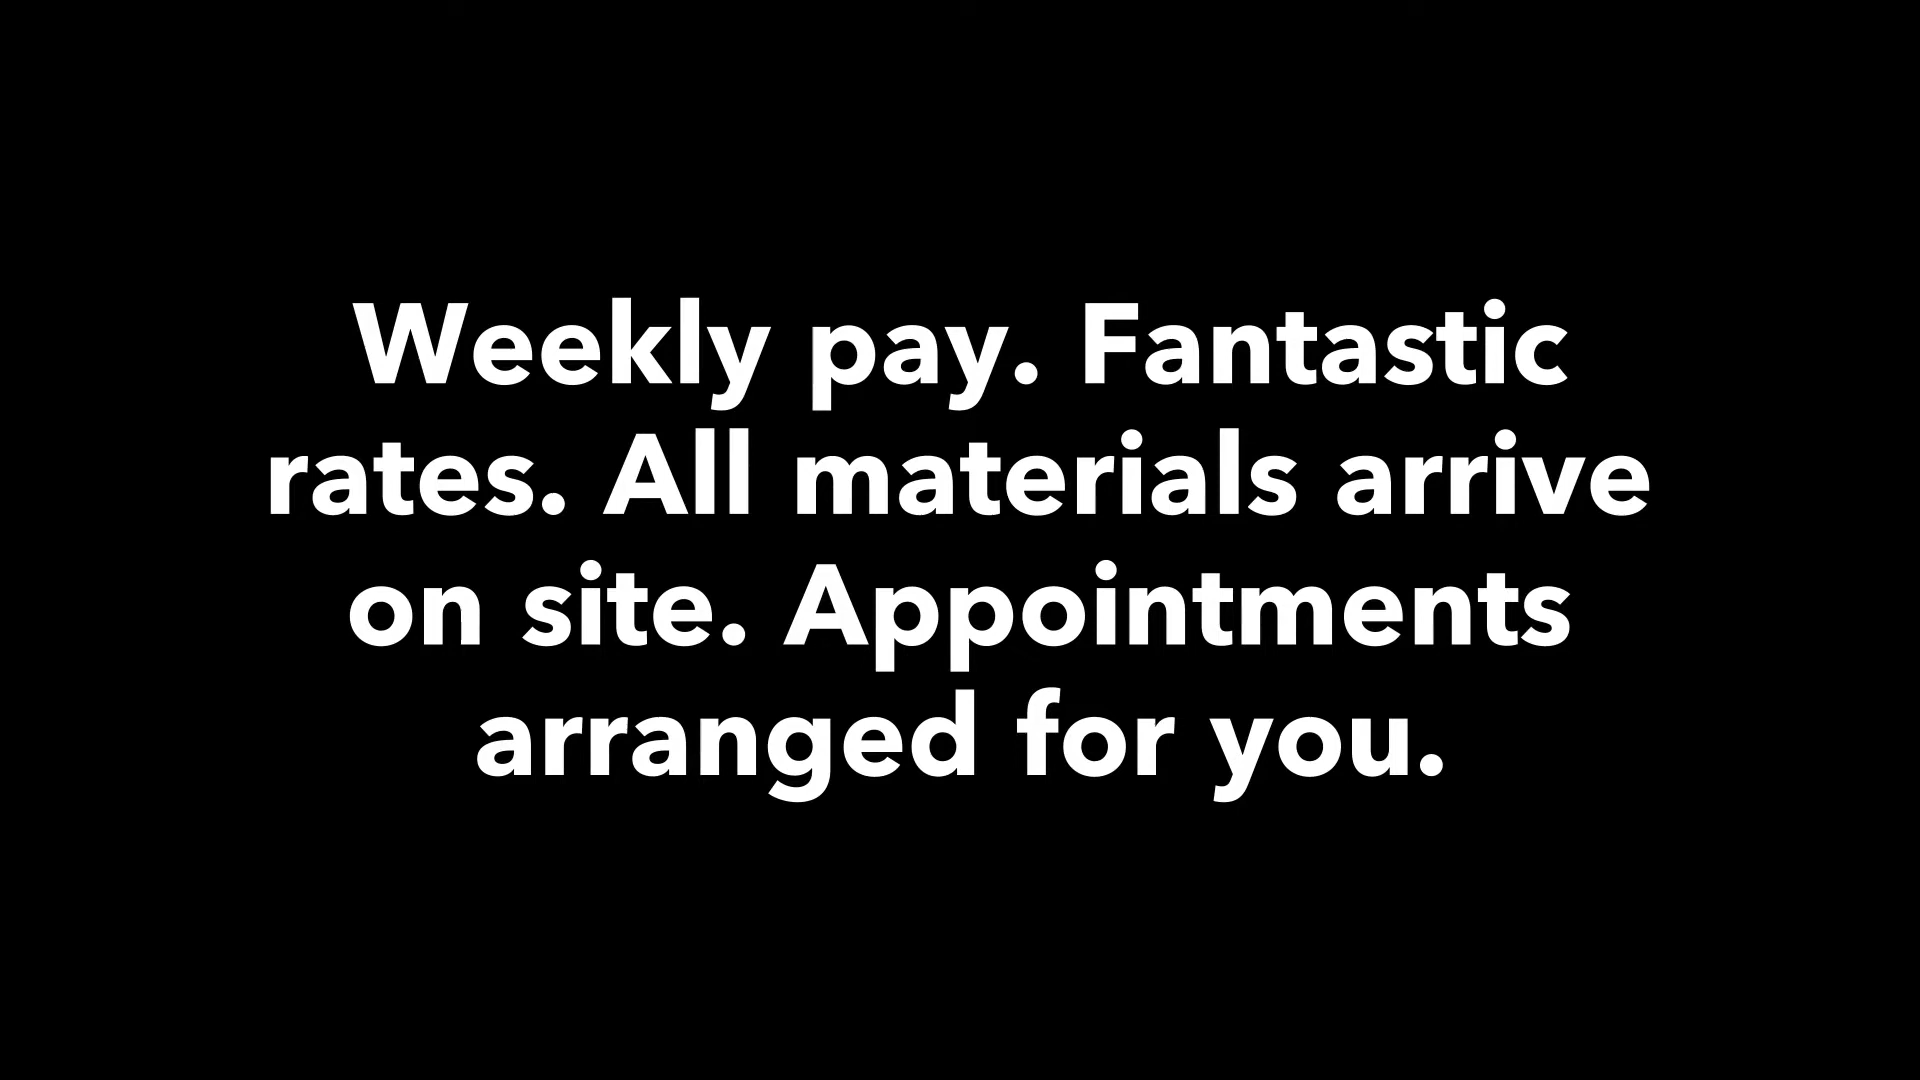 Weekly pay. Fantastic
rates. All materials arrive
on site. Appointments
arranged for you.